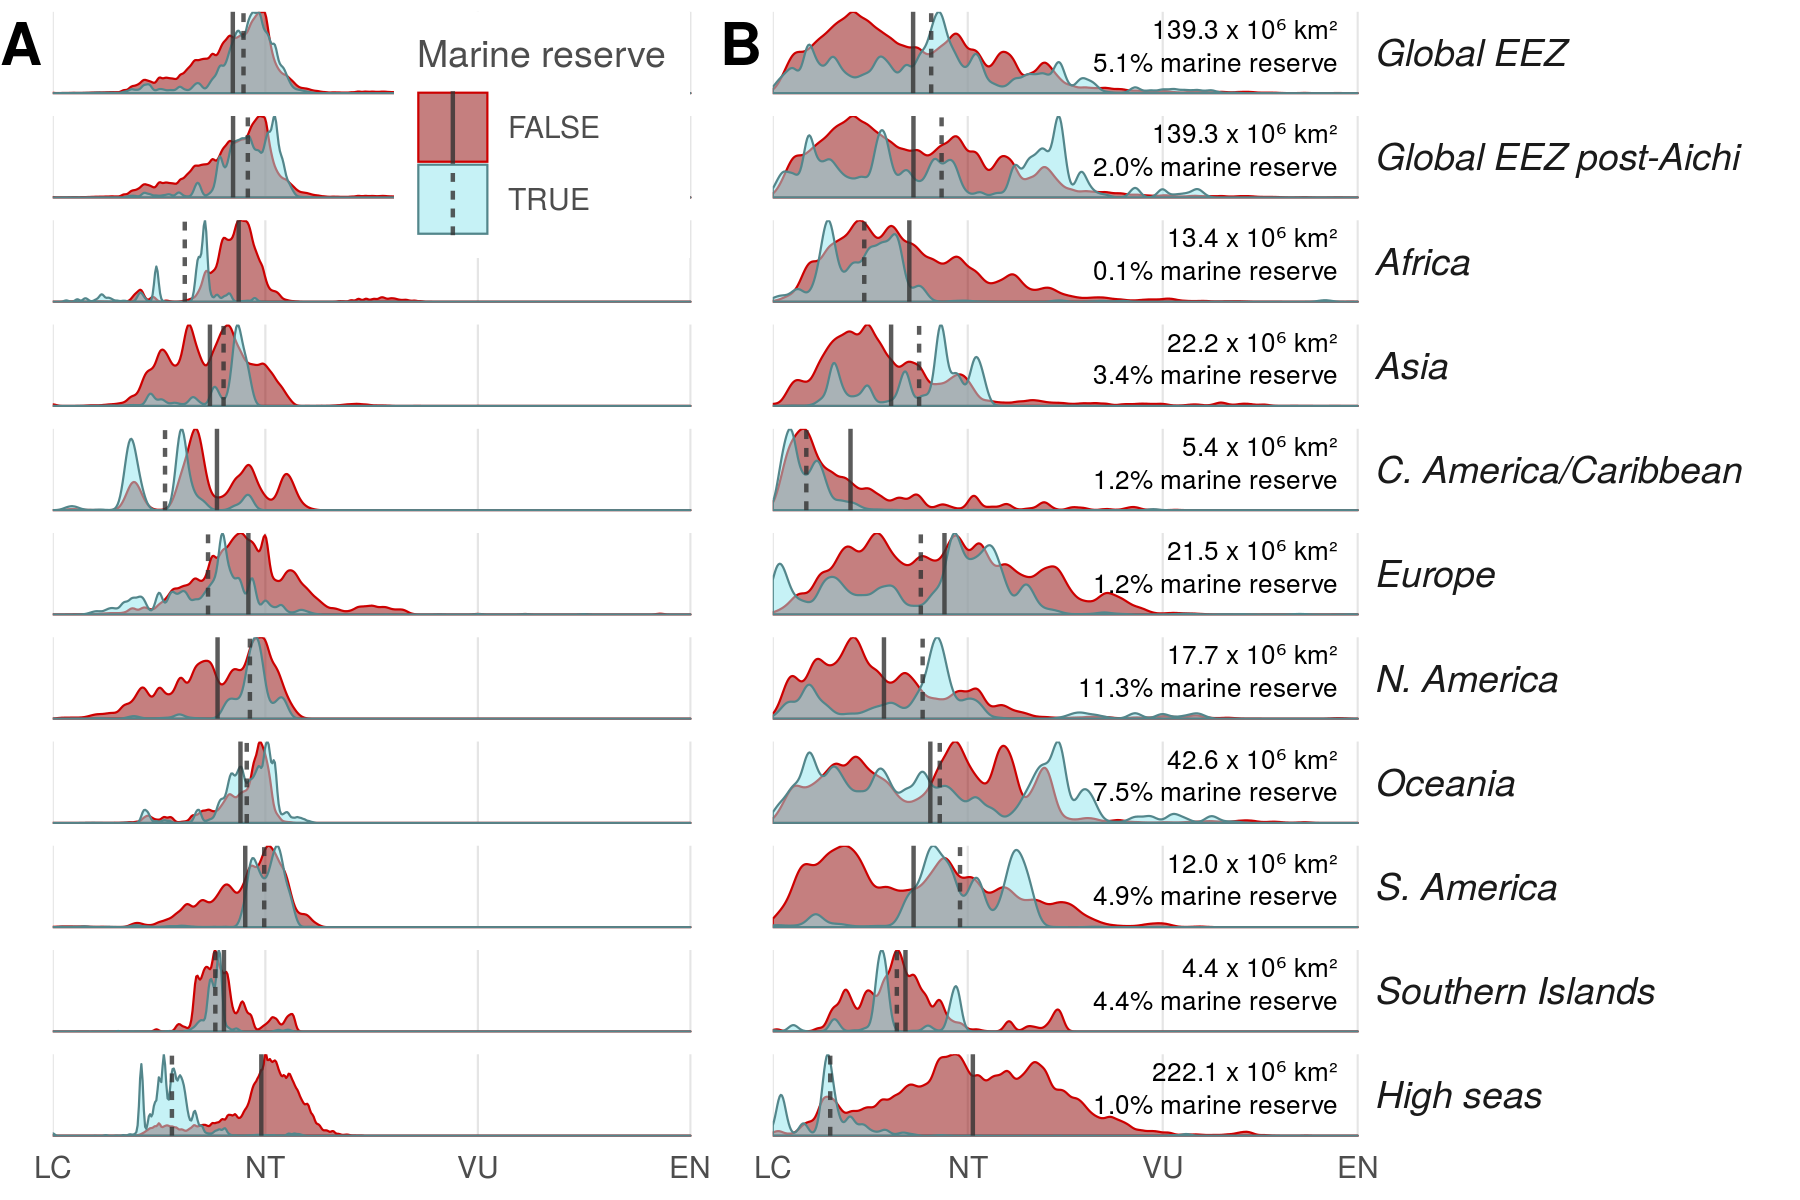 A
B
Marine reserve
FALSE
TRUE
139.3 x 10⁶ km²
5.1% marine reserve
Global EEZ
139.3 x 10⁶ km²
2.0% marine reserve
Global EEZ post-Aichi
13.4 x 10⁶ km²
0.1% marine reserve
Africa
22.2 x 10⁶ km²
3.4% marine reserve
Asia
5.4 x 10⁶ km²
1.2% marine reserve
C. America/Caribbean
21.5 x 10⁶ km²
1.2% marine reserve
Europe
17.7 x 10⁶ km²
11.3% marine reserve
N. America
42.6 x 10⁶ km²
7.5% marine reserve
Oceania
12.0 x 10⁶ km²
4.9% marine reserve
S. America
4.4 x 10⁶ km²
4.4% marine reserve
Southern Islands
222.1 x 10⁶ km²
1.0% marine reserve
High seas
LC NT VU EN LC NT VU EN